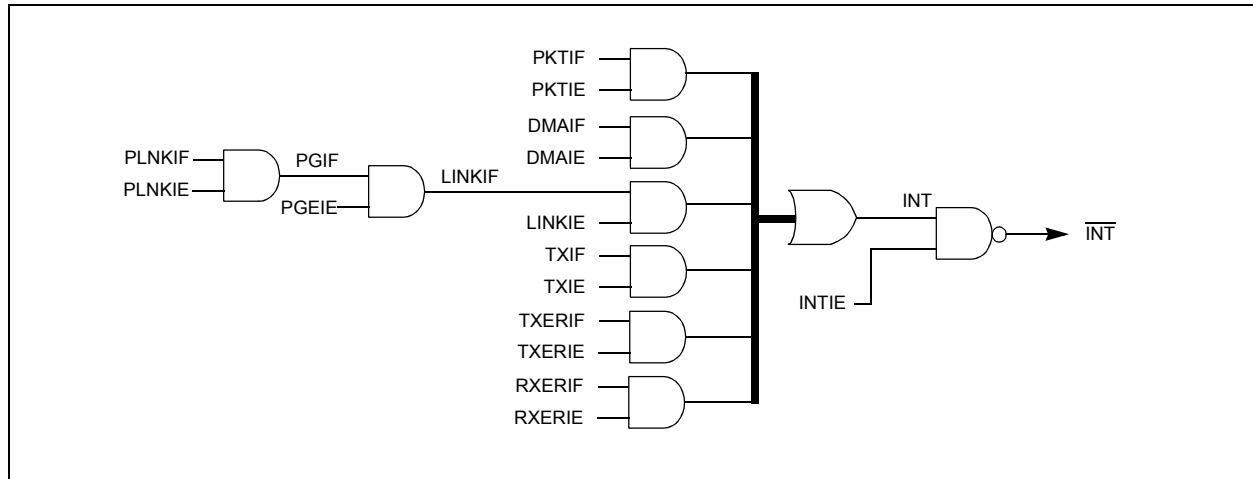 PKTIF
PKTIE
DMAIF
DMAIE
PLNKIF
PLNKIE
PGIF
PGEIE
LINKIF
LINKIE
TXIF
TXIE
TXERIF
TXERIE
RXERIF
RXERIE
INT
INTIE
INT